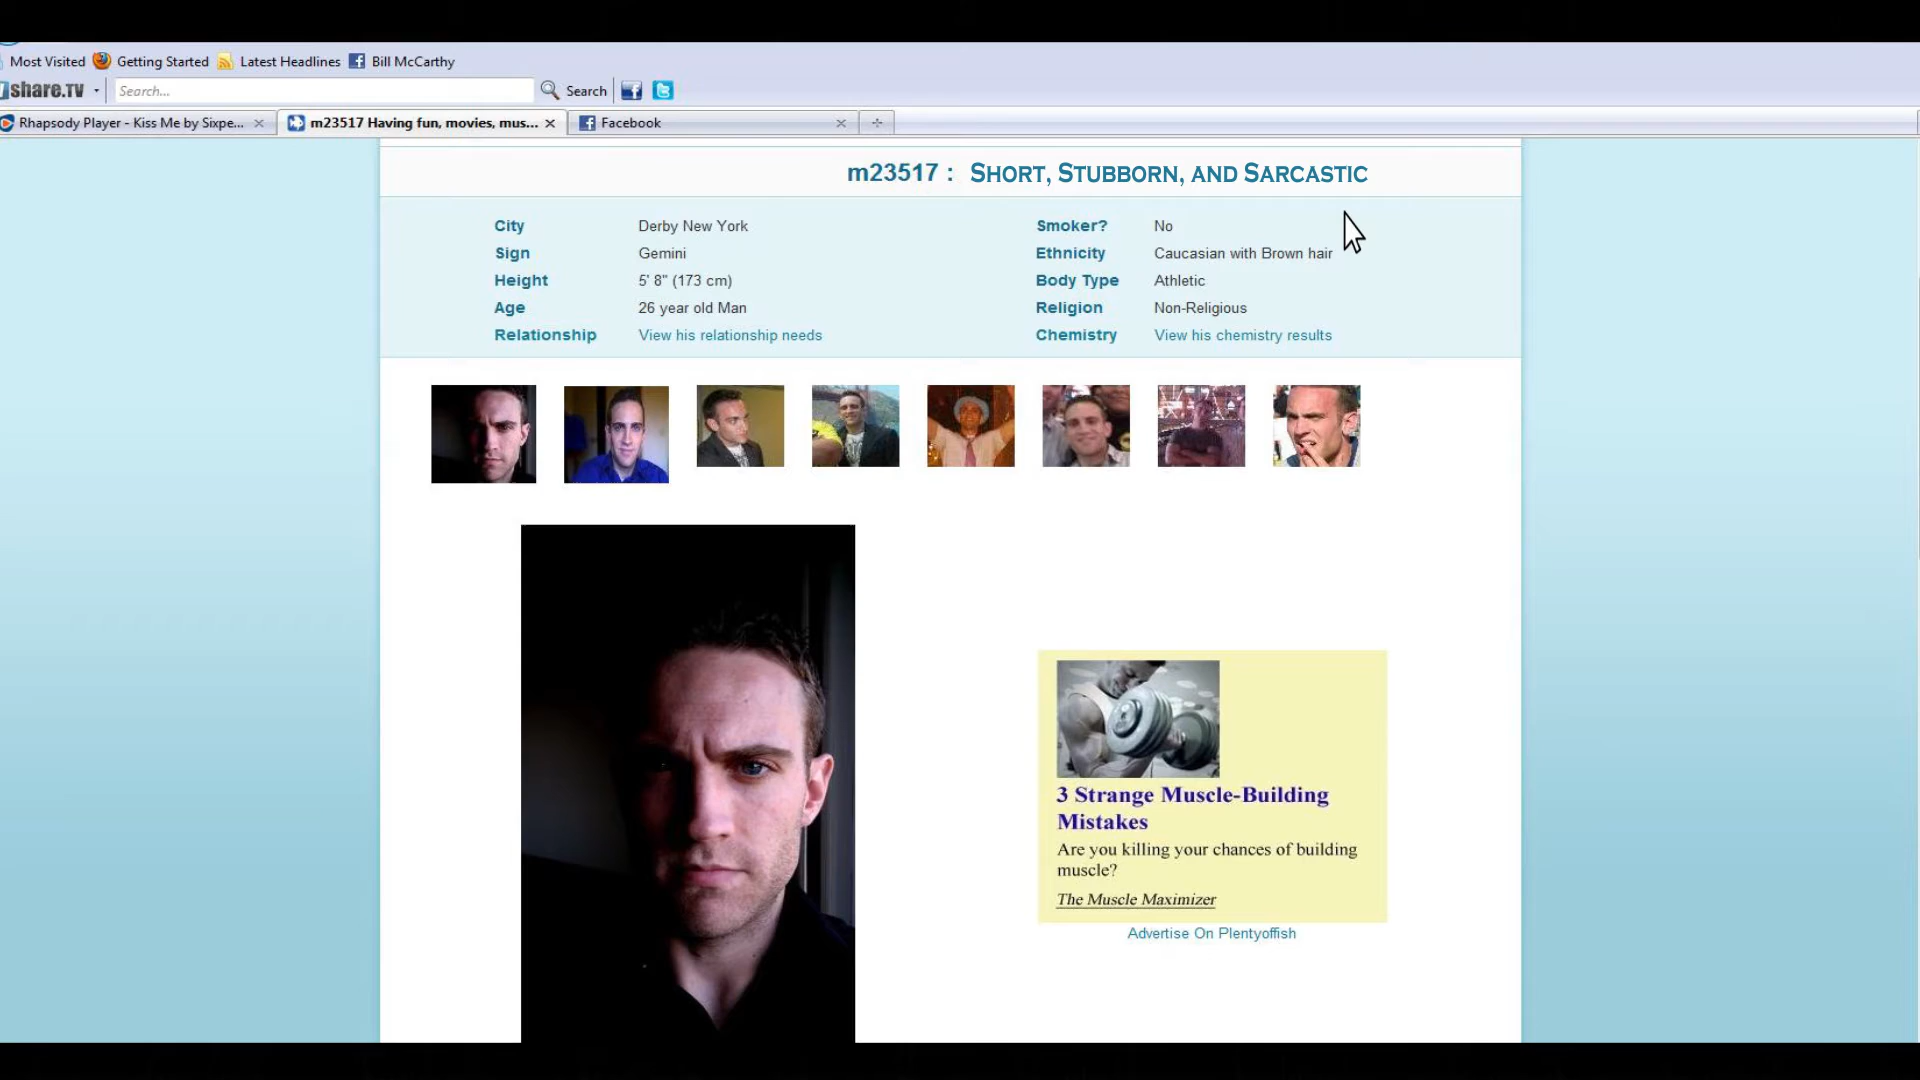 Most Visited Getting Started Latest Headlines Bill McCarthy
share.TV Search... Search
Rhapsody Player - Kiss Me by Sixpe... m23517 Having fun, movies, mus... Facebook
m23517 : Short, Stubborn, and Sarcastic
City Derby New York Smoker? No
Sign Gemini Ethnicity Caucasian with Brown hair
Height 5' 8" (173 cm) Body Type Athletic
Age 26 year old Man Religion Non-Religious
Relationship View his relationship needs Chemistry View his chemistry results
3 Strange Muscle-Building
Mistakes
Are you killing your chances of building
muscle?
The Muscle Maximizer
Advertise On Plentyoffish